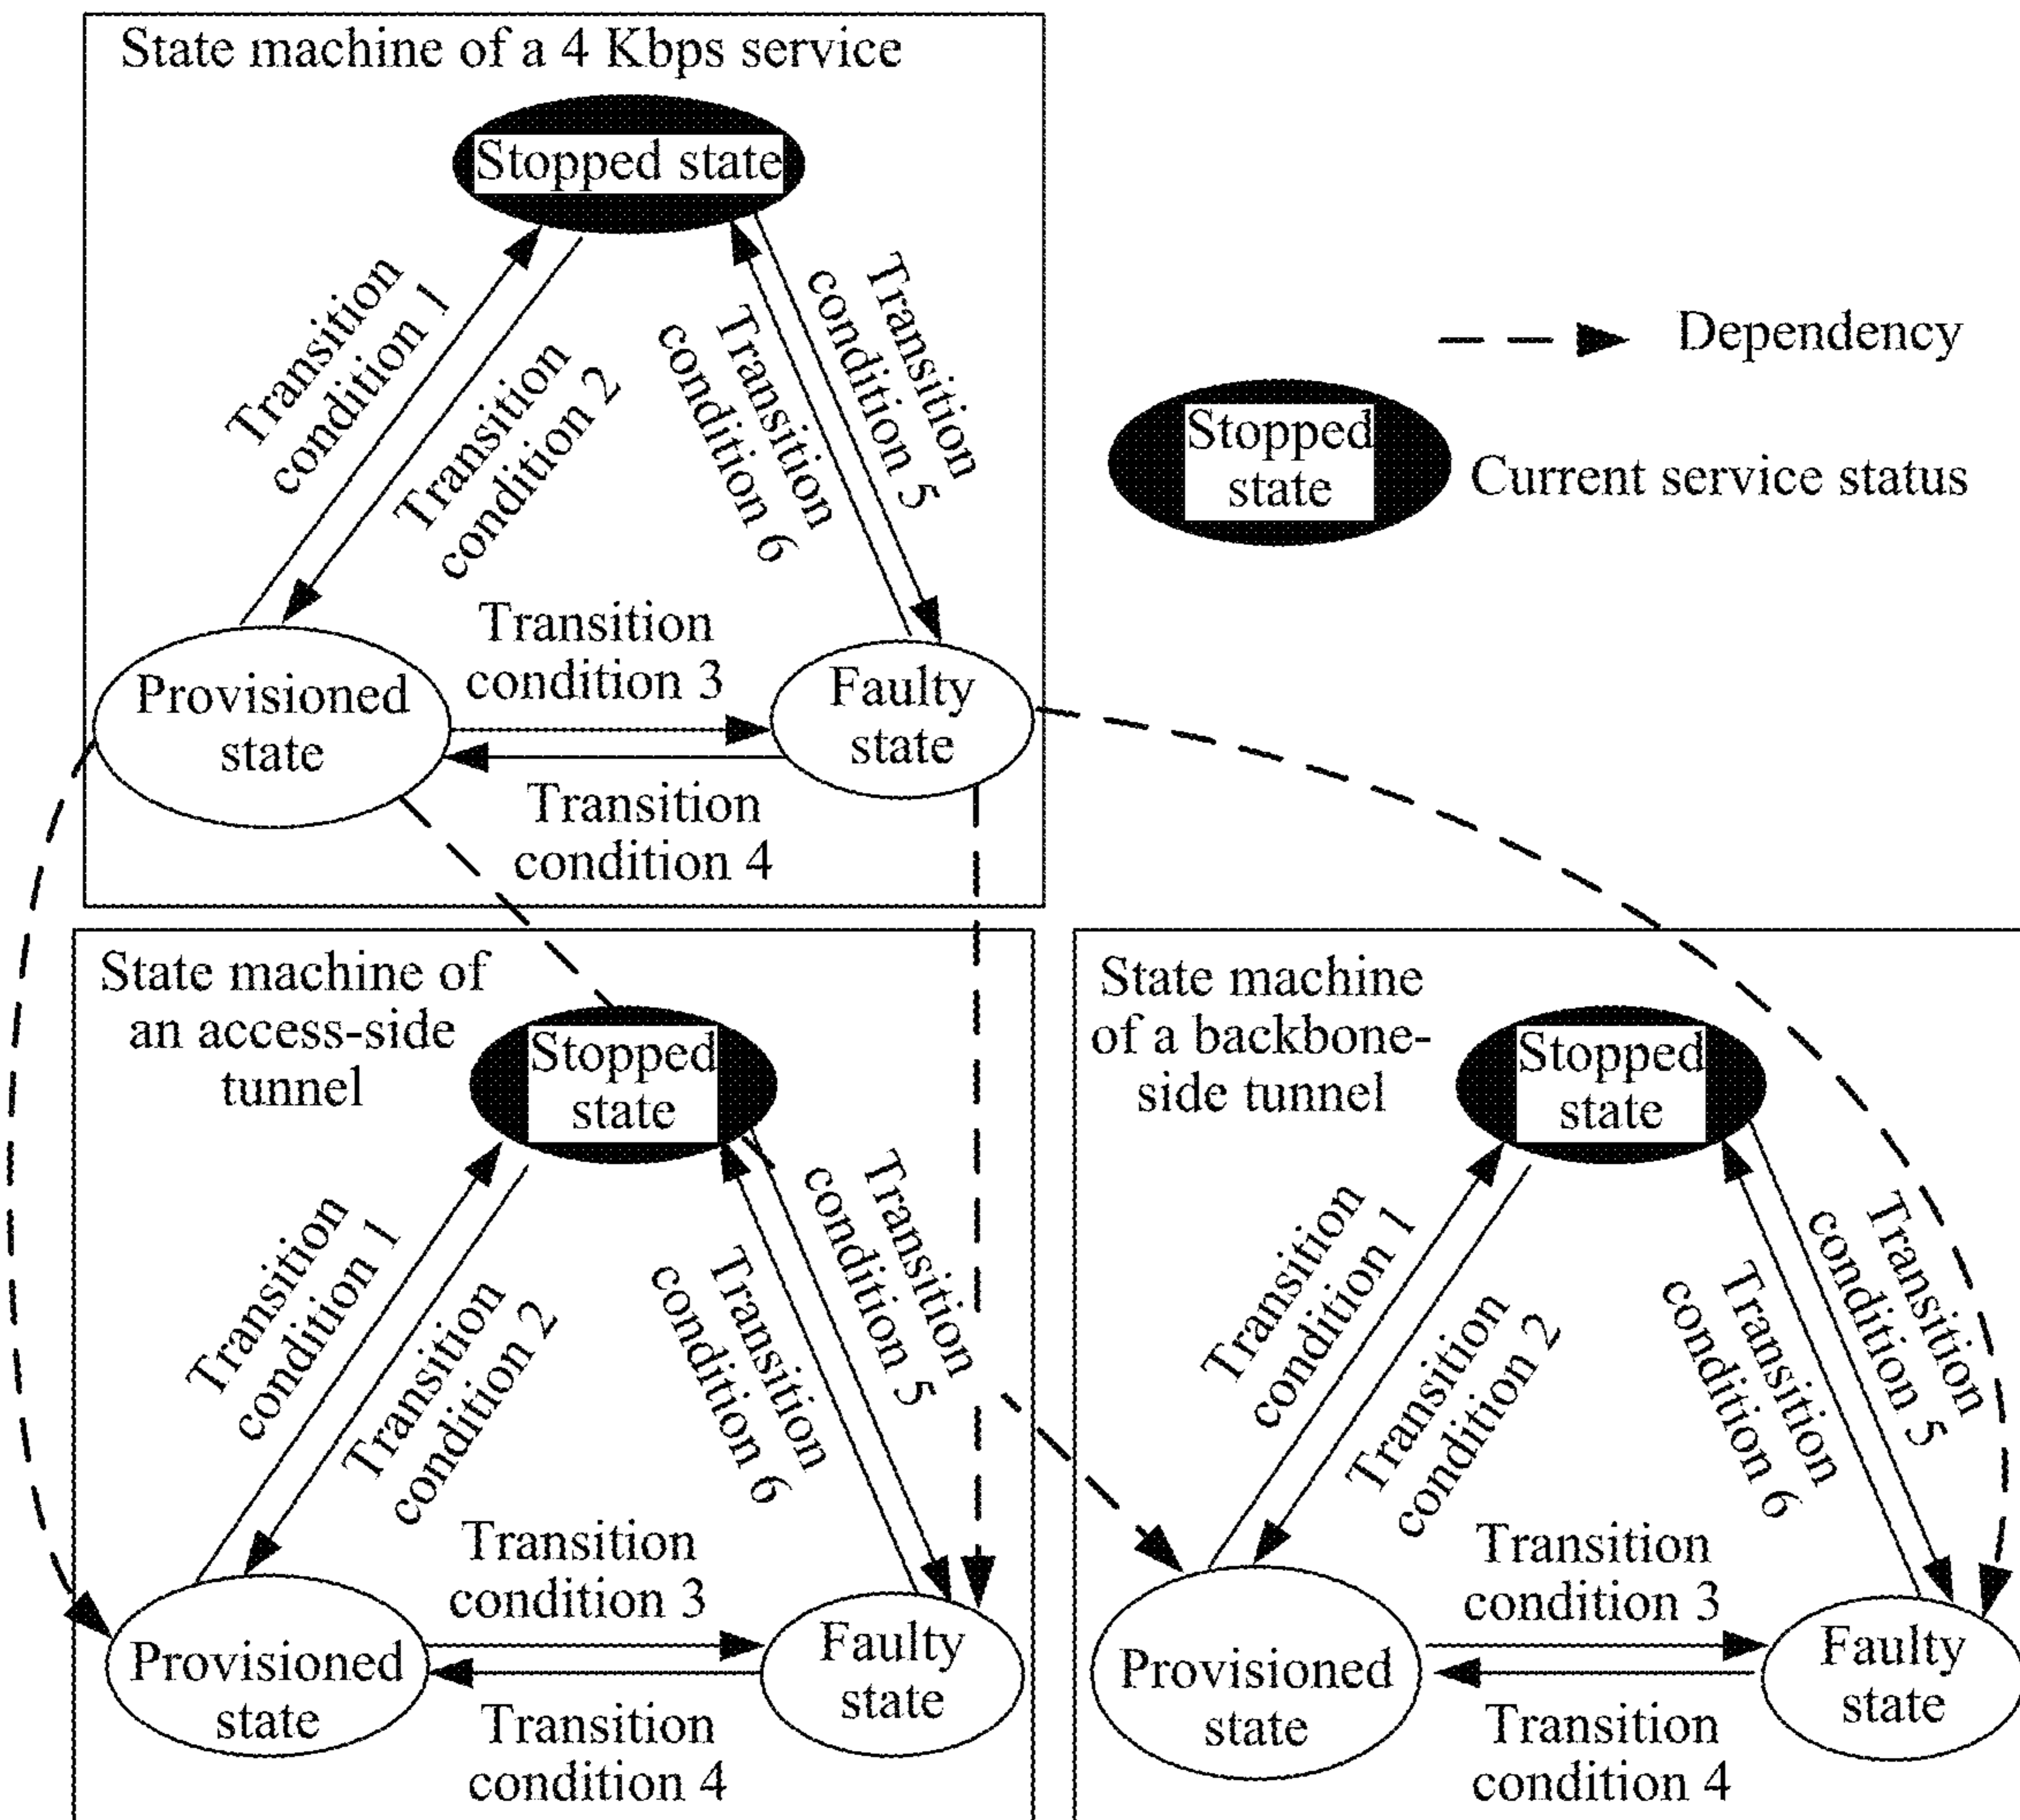 State machine of a 4 Kbps service
Stopped state
Transition
condition 1
Transition
condition 2
Transition
condition 6
Transition
condition 5
Provisioned
state
Transition
condition 3
Faulty
state
Transition
condition 4
Dependency
Stopped
state
Current service status
State machine of
an access-side
tunnel
Stopped
state
Transition
condition 1
Transition
condition 2
Transition
condition 6
Transition
condition 5
Transition
condition 3
Provisioned
state
Faulty
state
Transition
condition 4
State machine
of a backbone-
side tunnel
Stopped
state
Transition
condition 1
Transition
condition 2
Transition
condition 6
Transition
condition 5
Transition
condition 3
Provisioned
state
Faulty
state
Transition
condition 4